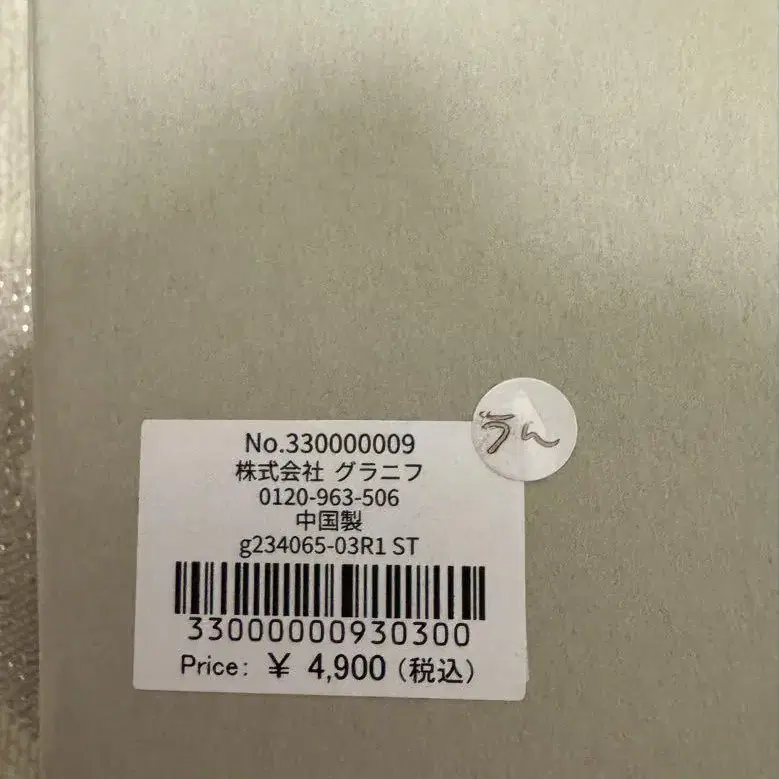 No.330000009
株式会社 グラニフ
0120-963-506
中国製
g234065-03R1 ST
33000000930300
Price: ¥ 4,900 (税込)
うん